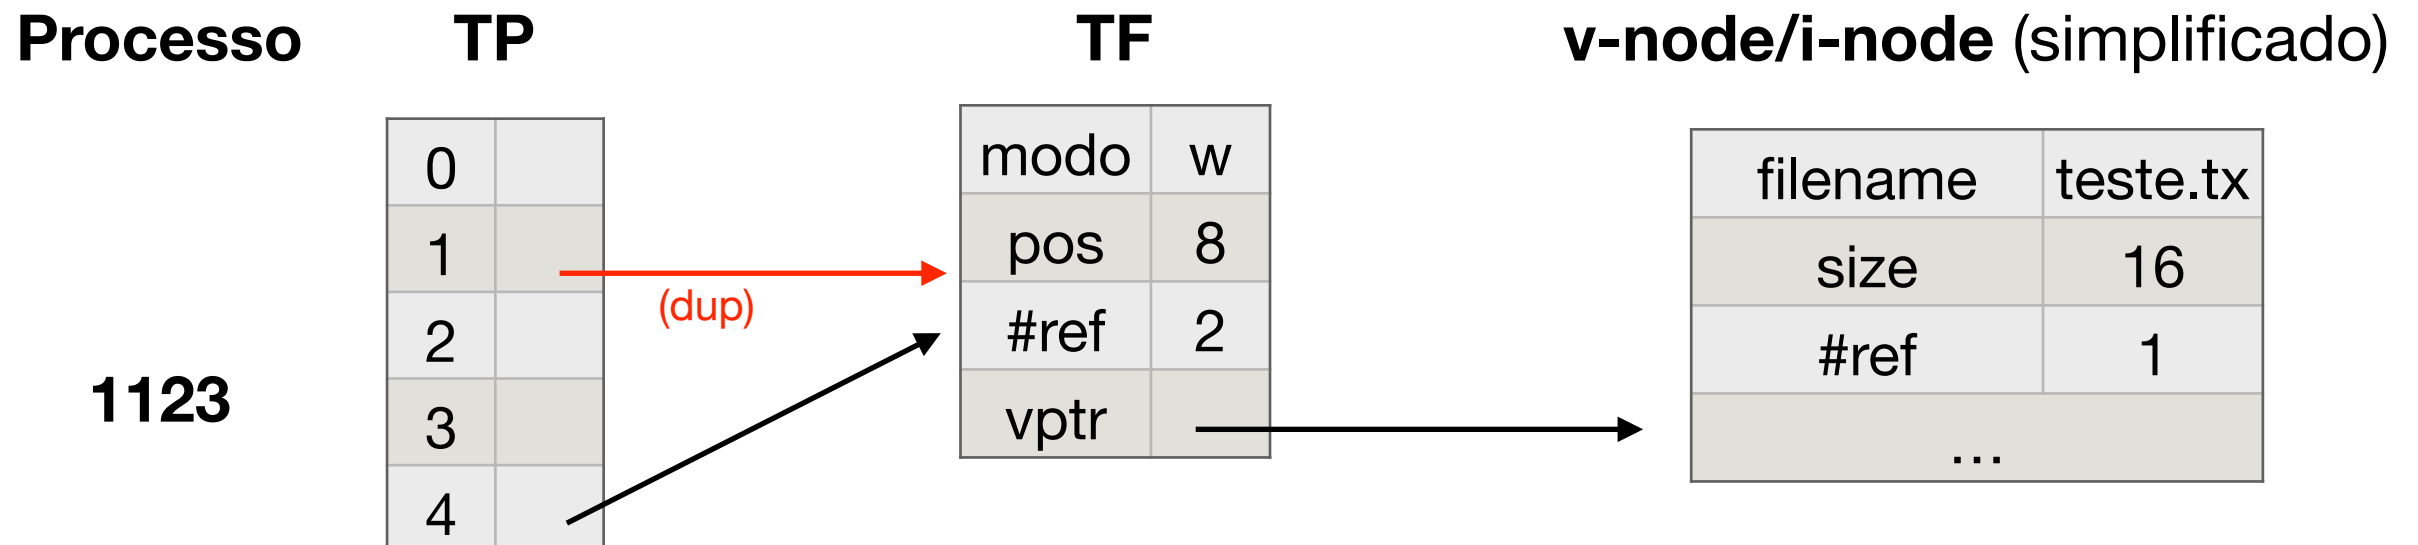 Processo TP TF v-node/i-node (simplificado)
0
1
2
3
4
1123
(dup)
modo w
pos 8
#ref 2
vptr
filename teste.tx
size 16
#ref 1
...